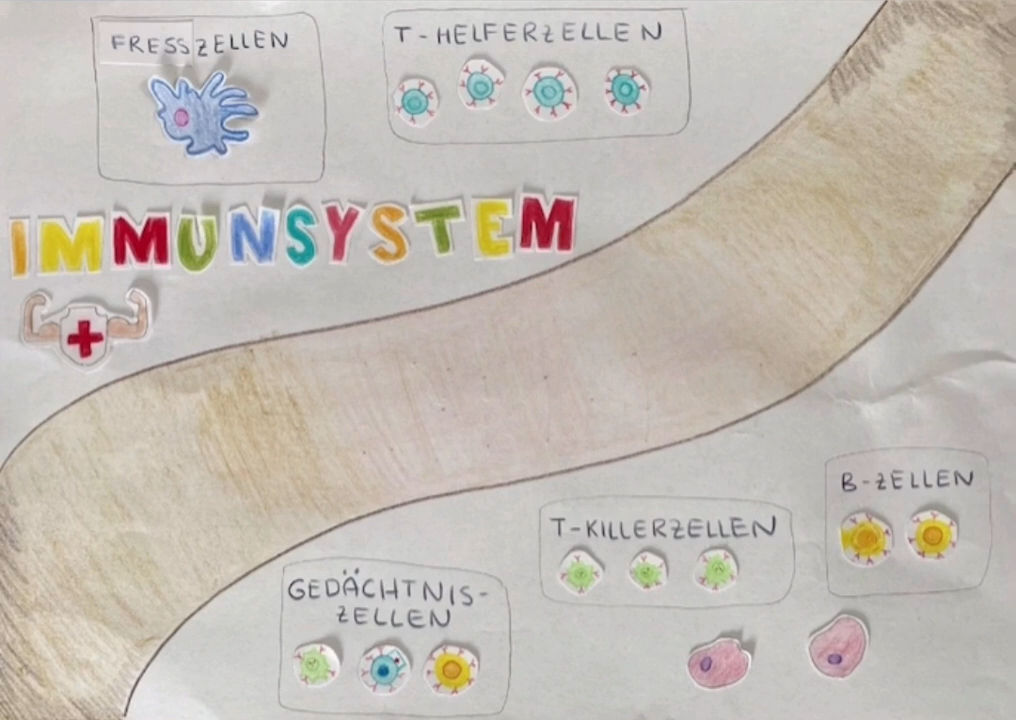 FRESSZELLEN
T-HELFERZELLEN
IMMUNSYSTEM
B-ZELLEN
T-KILLERZELLEN
GEDÄCHTNIS-
ZELLEN